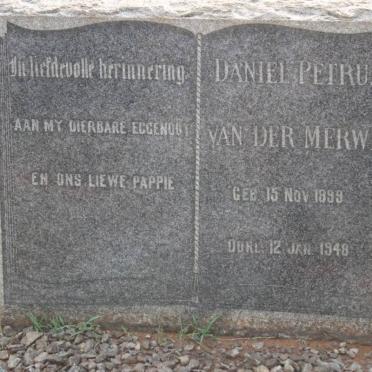 In liefdevolle herinnering.
AAN MY DIERBARE EGGENOOT
EN ONS LIEWE PAPPIE
DANIEL PETRU
VAN DER MERW
GEB. 15 NOV 1899
OORL. 12 JAN. 1948